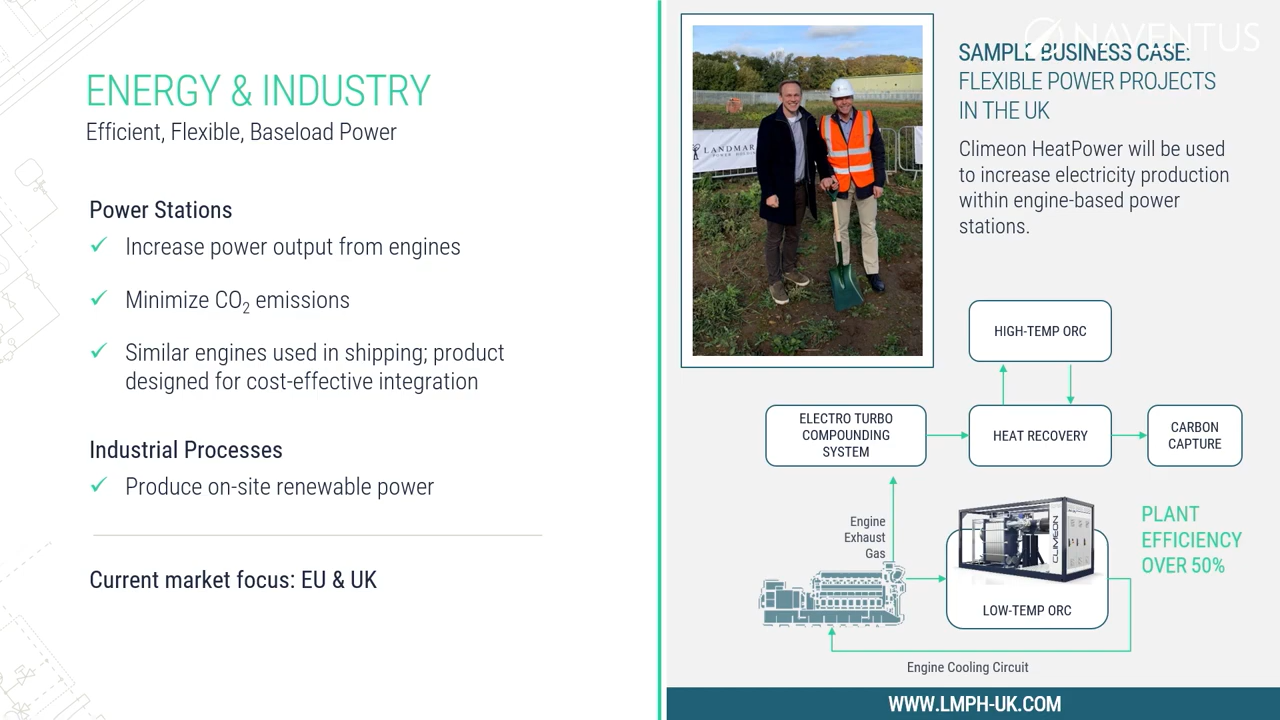 ENERGY & INDUSTRY
Efficient, Flexible, Baseload Power
Power Stations
✓ Increase power output from engines
✓ Minimize CO₂ emissions
✓ Similar engines used in shipping; product
designed for cost-effective integration
Industrial Processes
✓ Produce on-site renewable power
Current market focus: EU & UK
NAVENTUS
SAMPLE BUSINESS CASE:
FLEXIBLE POWER PROJECTS
IN THE UK
Climeon HeatPower will be used
to increase electricity production
within engine-based power
stations.
LANDMAR
HIGH-TEMP ORC
ELECTRO TURBO
COMPOUNDING
SYSTEM
HEAT RECOVERY
CARBON
CAPTURE
Engine
Exhaust
Gas
CLIMEON
PLANT
EFFICIENCY
OVER 50%
LOW-TEMP ORC
Engine Cooling Circuit
WWW.LMPH-UK.COM